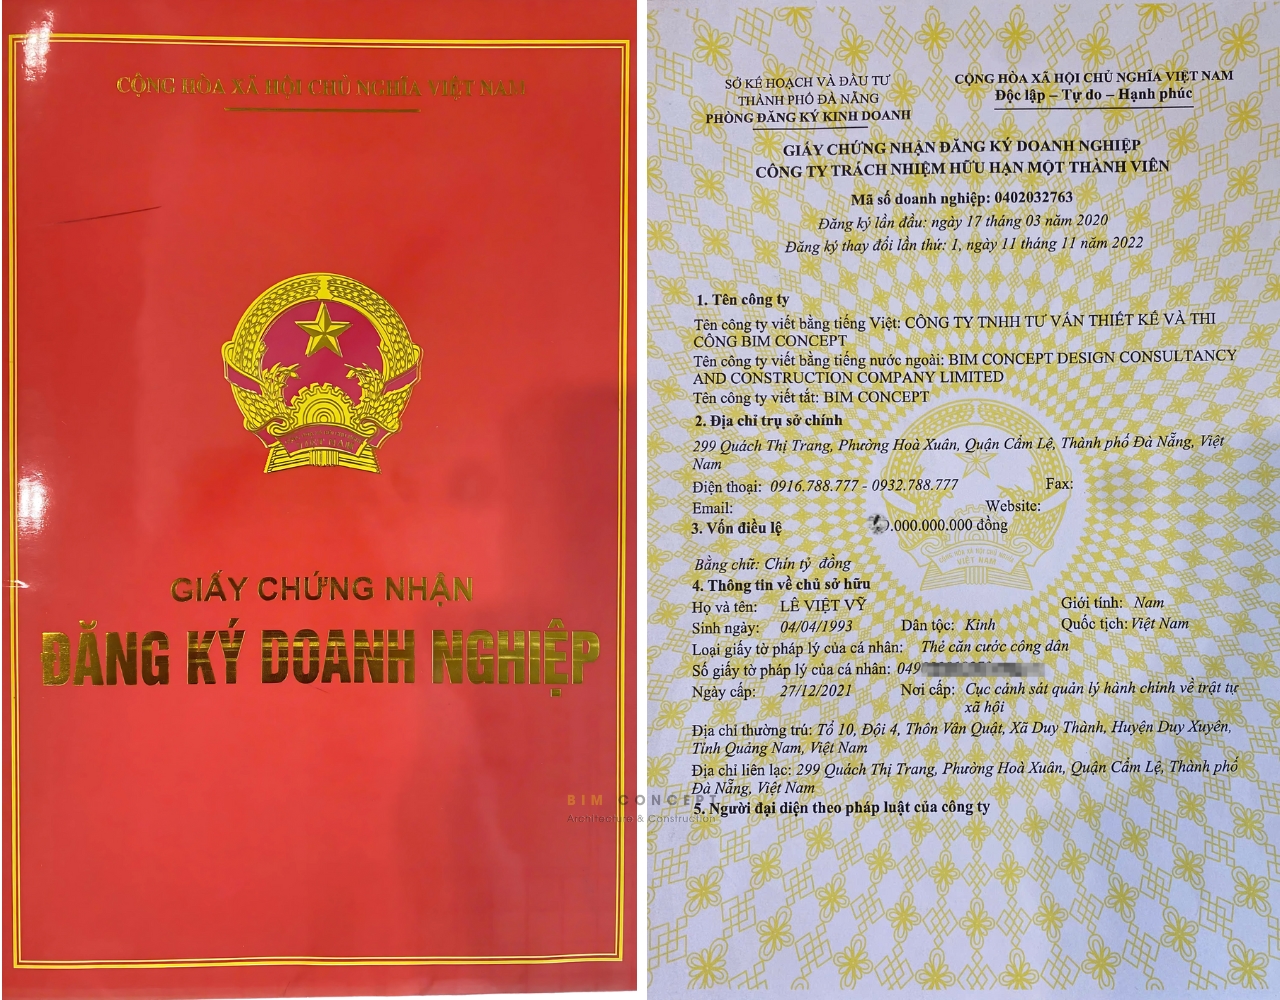 CỘNG HÒA XÃ HỘI CHỦ NGHĨA VIỆT NAM
GIẤY CHỨNG NHẬN
ĐĂNG KÝ DOANH NGHIỆP
BIM CONCEPT
Architecture & Construction
SỞ KẾ HOẠCH VÀ ĐẦU TƯ
THÀNH PHỐ ĐÀ NẴNG
PHÒNG ĐĂNG KÝ KINH DOANH
CỘNG HÒA XÃ HỘI CHỦ NGHĨA VIỆT NAM
Độc lập – Tự do – Hạnh phúc
GIẤY CHỨNG NHẬN ĐĂNG KÝ DOANH NGHIỆP
CÔNG TY TRÁCH NHIỆM HỮU HẠN MỘT THÀNH VIÊN
Mã số doanh nghiệp: 0402032763
Đăng ký lần đầu: ngày 17 tháng 03 năm 2020
Đăng ký thay đổi lần thứ: 1, ngày 11 tháng 11 năm 2022
1. Tên công ty
Tên công ty viết bằng tiếng Việt: CÔNG TY TNHH TƯ VẤN THIẾT KẾ VÀ THI
CÔNG BIM CONCEPT
Tên công ty viết bằng tiếng nước ngoài: BIM CONCEPT DESIGN CONSULTANCY
AND CONSTRUCTION COMPANY LIMITED
Tên công ty viết tắt: BIM CONCEPT
2. Địa chỉ trụ sở chính
299 Quách Thị Trang, Phường Hoà Xuân, Quận Cẩm Lệ, Thành phố Đà Nẵng, Việt
Nam
Điện thoại: 0916.788.777 - 0932.788.777 Fax:
Email: Website:
3. Vốn điều lệ .000.000.000 đồng
Bằng chữ: Chín tỷ đồng
4. Thông tin về chủ sở hữu
Họ và tên: LÊ VIỆT VỸ Giới tính: Nam
Sinh ngày: 04/04/1993 Dân tộc: Kinh Quốc tịch: Việt Nam
Loại giấy tờ pháp lý của cá nhân: Thẻ căn cước công dân
Số giấy tờ pháp lý của cá nhân: 049
Ngày cấp: 27/12/2021 Nơi cấp: Cục cảnh sát quản lý hành chính về trật tự
xã hội
Địa chỉ thường trú: Tổ 10, Đội 4, Thôn Vân Quật, Xã Duy Thành, Huyện Duy Xuyên,
Tỉnh Quảng Nam, Việt Nam
Địa chỉ liên lạc: 299 Quách Thị Trang, Phường Hoà Xuân, Quận Cẩm Lệ, Thành phố
Đà Nẵng, Việt Nam
5. Người đại diện theo pháp luật của công ty